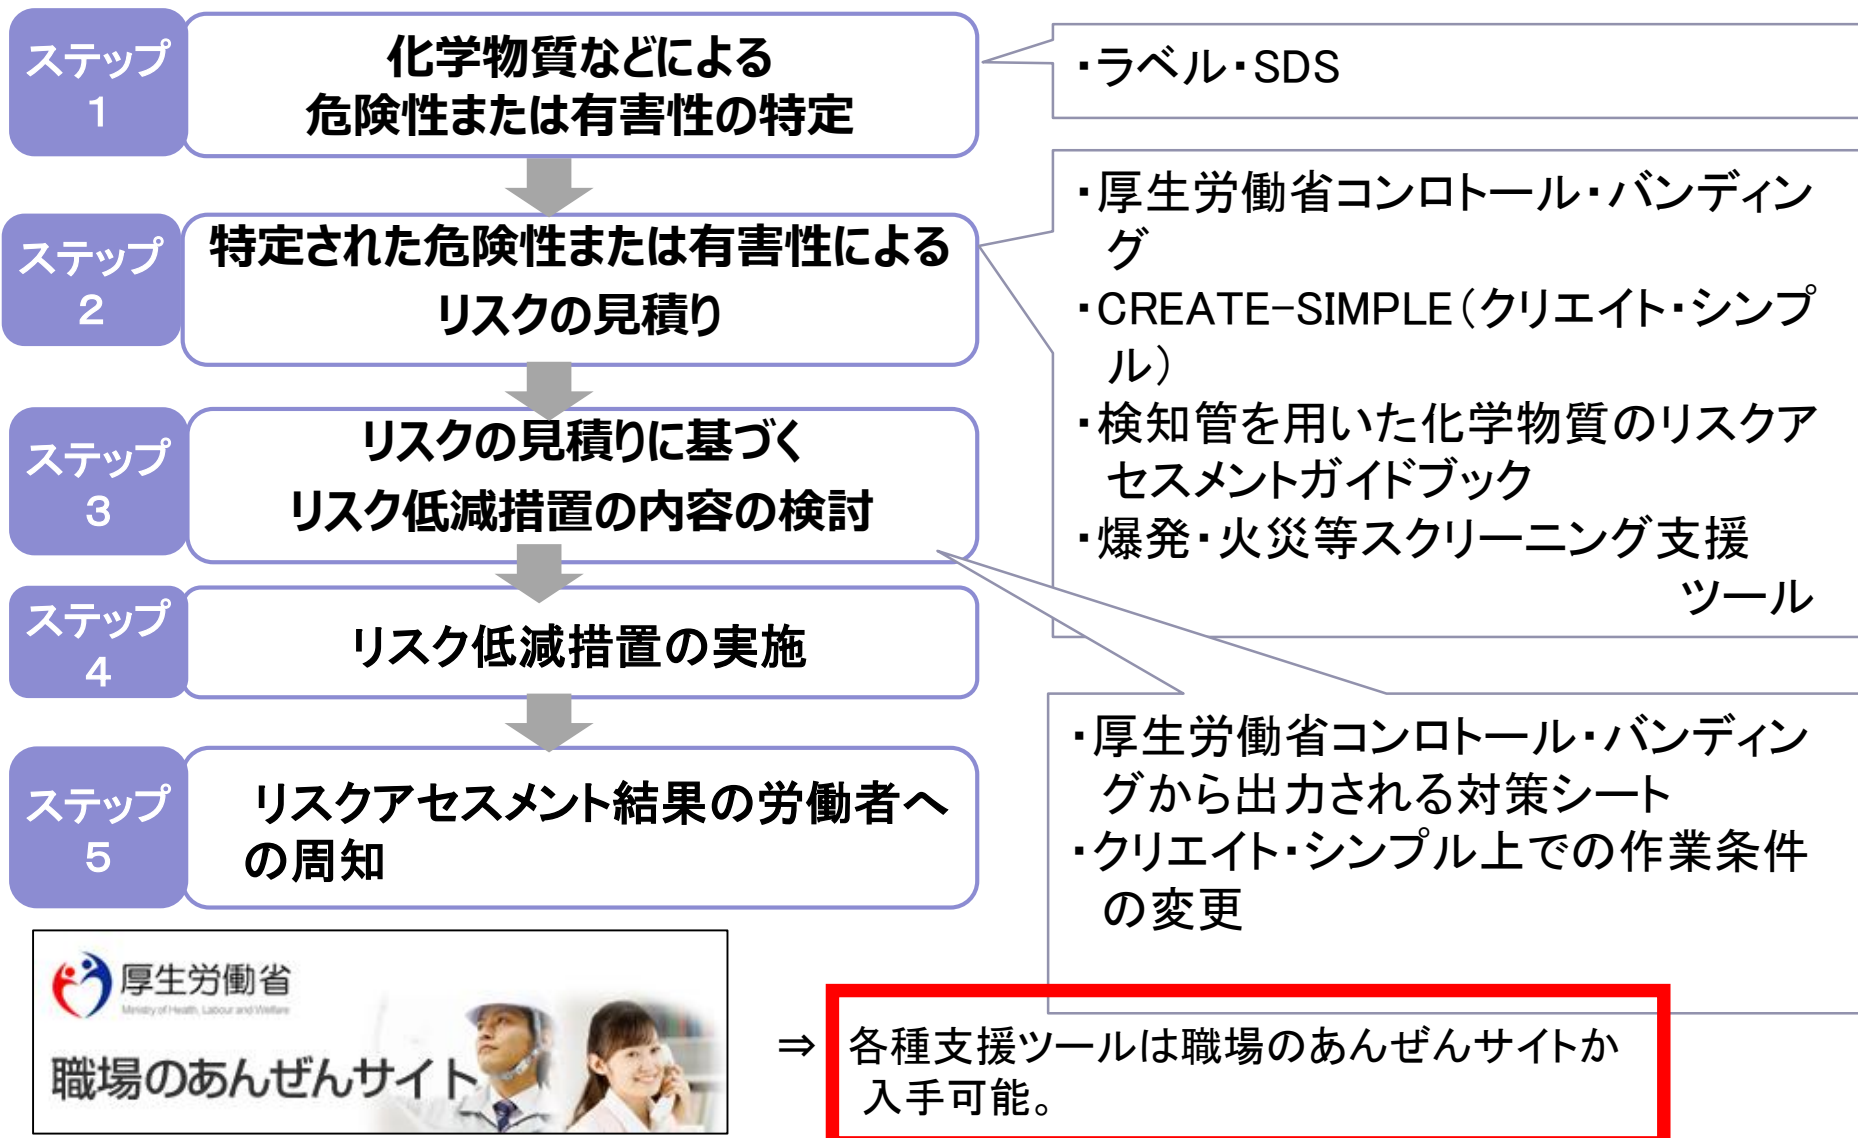 ステップ
1
化学物質などによる
危険性または有害性の特定
・ラベル・SDS
ステップ
2
特定された危険性または有害性による
リスクの見積り
・厚生労働省コンロトール・バンディン
グ
・CREATE-SIMPLE(クリエイト・シンプ
ル)
・検知管を用いた化学物質のリスクア
セスメントガイドブック
・爆発・火災等スクリーニング支援
ツール
ステップ
3
リスクの見積りに基づく
リスク低減措置の内容の検討
・厚生労働省コンロトール・バンディン
グから出力される対策シート
・クリエイト・シンプル上での作業条件
の変更
ステップ
4
リスク低減措置の実施
ステップ
5
リスクアセスメント結果の労働者へ
の周知
厚生労働省
Ministry of Health, Labour and Welfare
職場のあんぜんサイト
⇒ 各種支援ツールは職場のあんぜんサイトか
入手可能。